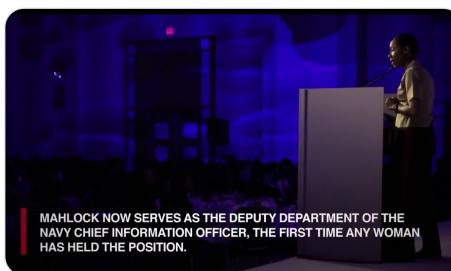 MAHLOCK NOW SERVES AS THE DEPUTY DEPARTMENT OF THE
NAVY CHIEF INFORMATION OFFICER, THE FIRST TIME ANY WOMAN
HAS HELD THE POSITION.